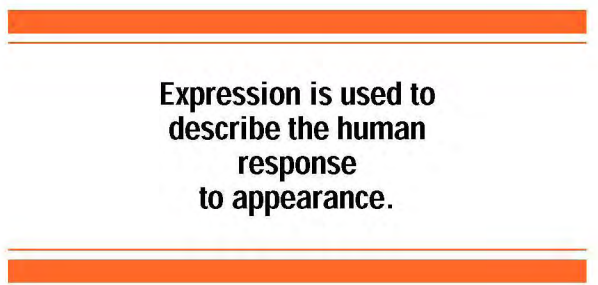 Expression is used to
describe the human
response
to appearance.